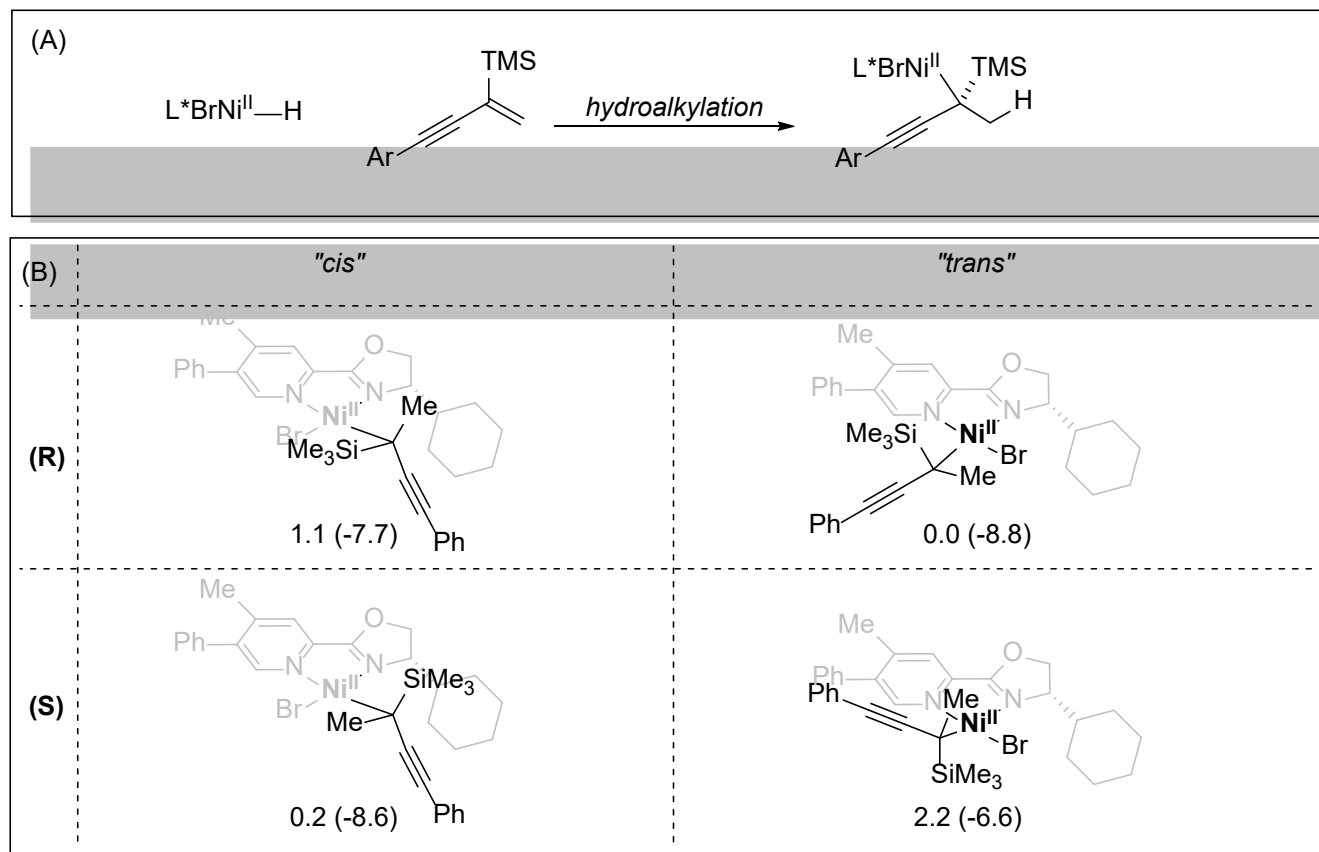 (A)
L*BrNi^II—H
TMS
Ar
hydroalkylation
L*BrNi^II
TMS
H
Ar
(B)
"cis"
"trans"
(R)
Me
Ph
O
N
N
Ni^II
Br
Me
Me3Si
Ph
1.1 (-7.7)
Me
Ph
O
N
N
Me3Si
Ni^II
Br
Me
Ph
0.0 (-8.8)
(S)
Me
Ph
O
N
N
Ni^II
SiMe3
Br
Me
Ph
0.2 (-8.6)
Me
O
Ph
Ph
N
N
Me
Ni^II
Br
SiMe3
2.2 (-6.6)